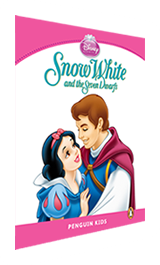 Disney
Snow White
and the Seven Dwarfs
PENGUIN KIDS